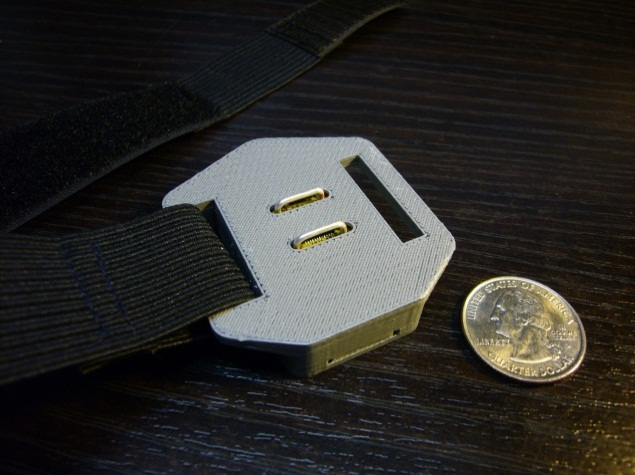 UNITED STATES OF AMERICA
LIBERTY
QUARTER DOLLAR